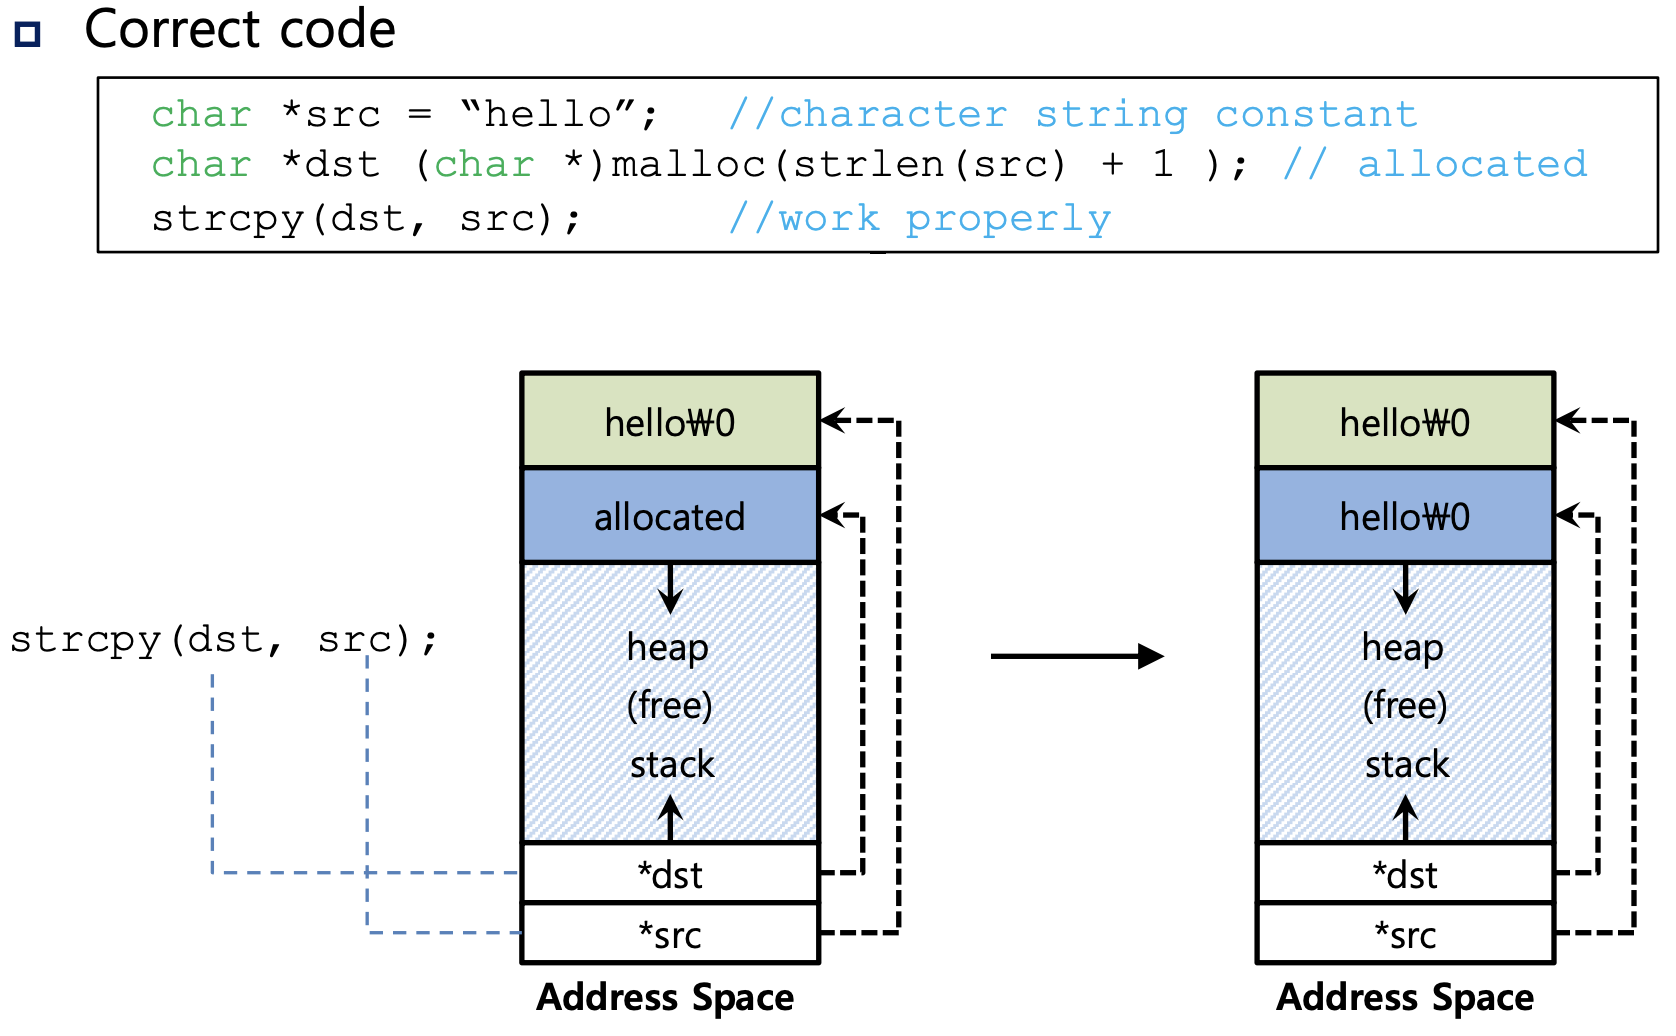 Correct code
char *src = “hello”; //character string constant
char *dst (char *)malloc(strlen(src) + 1 ); // allocated
strcpy(dst, src); //work properly
strcpy(dst, src);
hello₩0
allocated
heap
(free)
stack
*dst
*src
Address Space
hello₩0
hello₩0
heap
(free)
stack
*dst
*src
Address Space